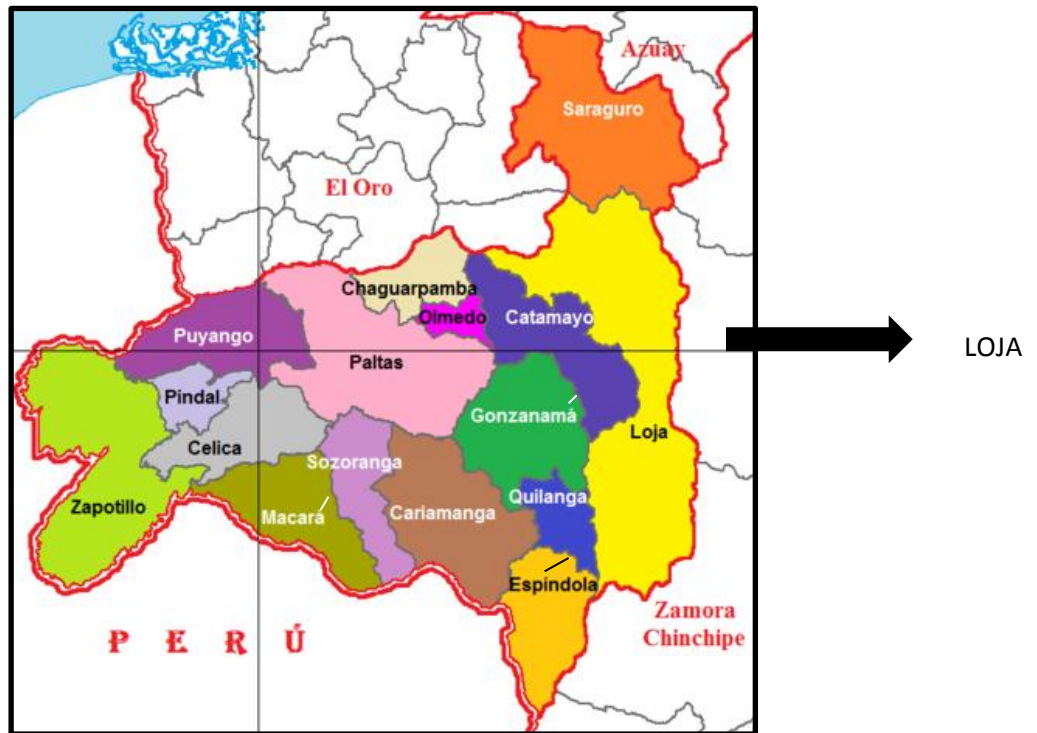 Azuay
Saraguro
El Oro
Chaguarpamba
Olmedo
Catamayo
Puyango
LOJA
Paltas
Pindal
Gonzanamá
Loja
Celica
Sozoranga
Quilanga
Zapotillo
Macará
Cariamanga
Espíndola
Zamora
Chinchipe
PERÚ